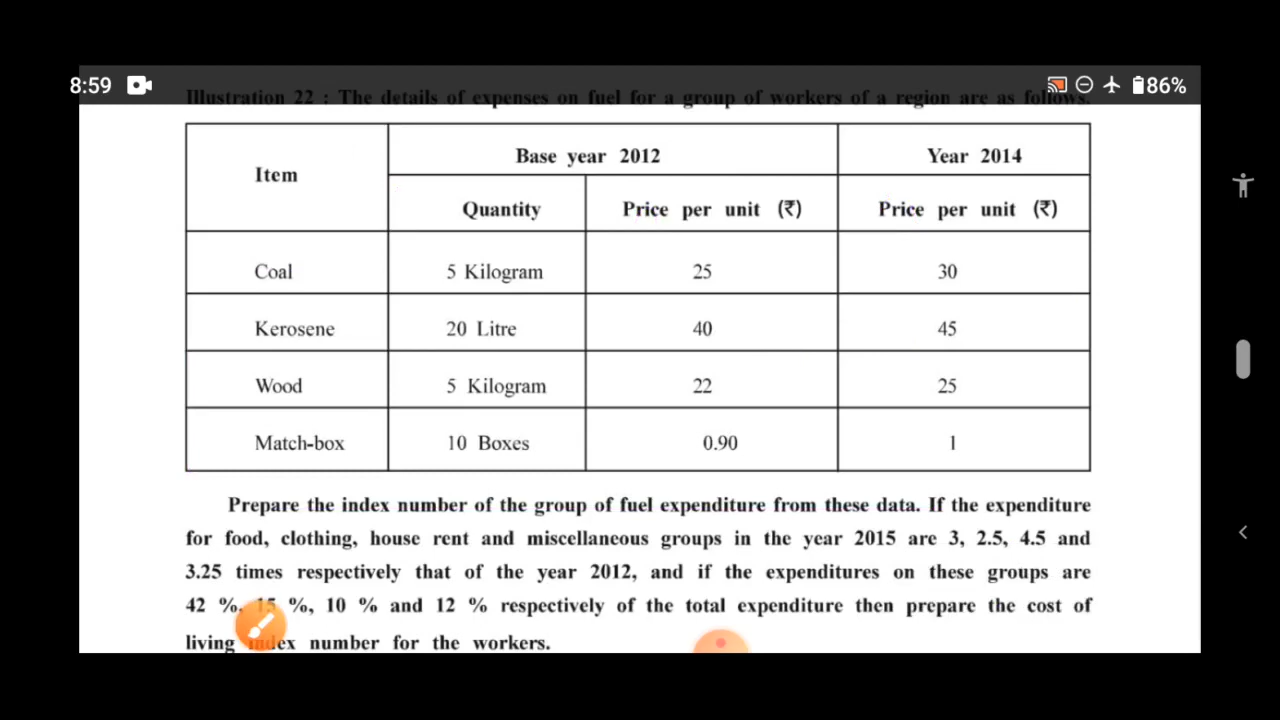 8:59
86%
Illustration 22 : The details of expenses on fuel for a group of workers of a region are as follows.
Item
Base year 2012
Year 2014
Quantity
Price per unit (₹)
Price per unit (₹)
Coal
5 Kilogram
25
30
Kerosene
20 Litre
40
45
Wood
5 Kilogram
22
25
Match-box
10 Boxes
0.90
1
Prepare the index number of the group of fuel expenditure from these data. If the expenditure
for food, clothing, house rent and miscellaneous groups in the year 2015 are 3, 2.5, 4.5 and
3.25 times respectively that of the year 2012, and if the expenditures on these groups are
42 %, 15 %, 10 % and 12 % respectively of the total expenditure then prepare the cost of
living index number for the workers.